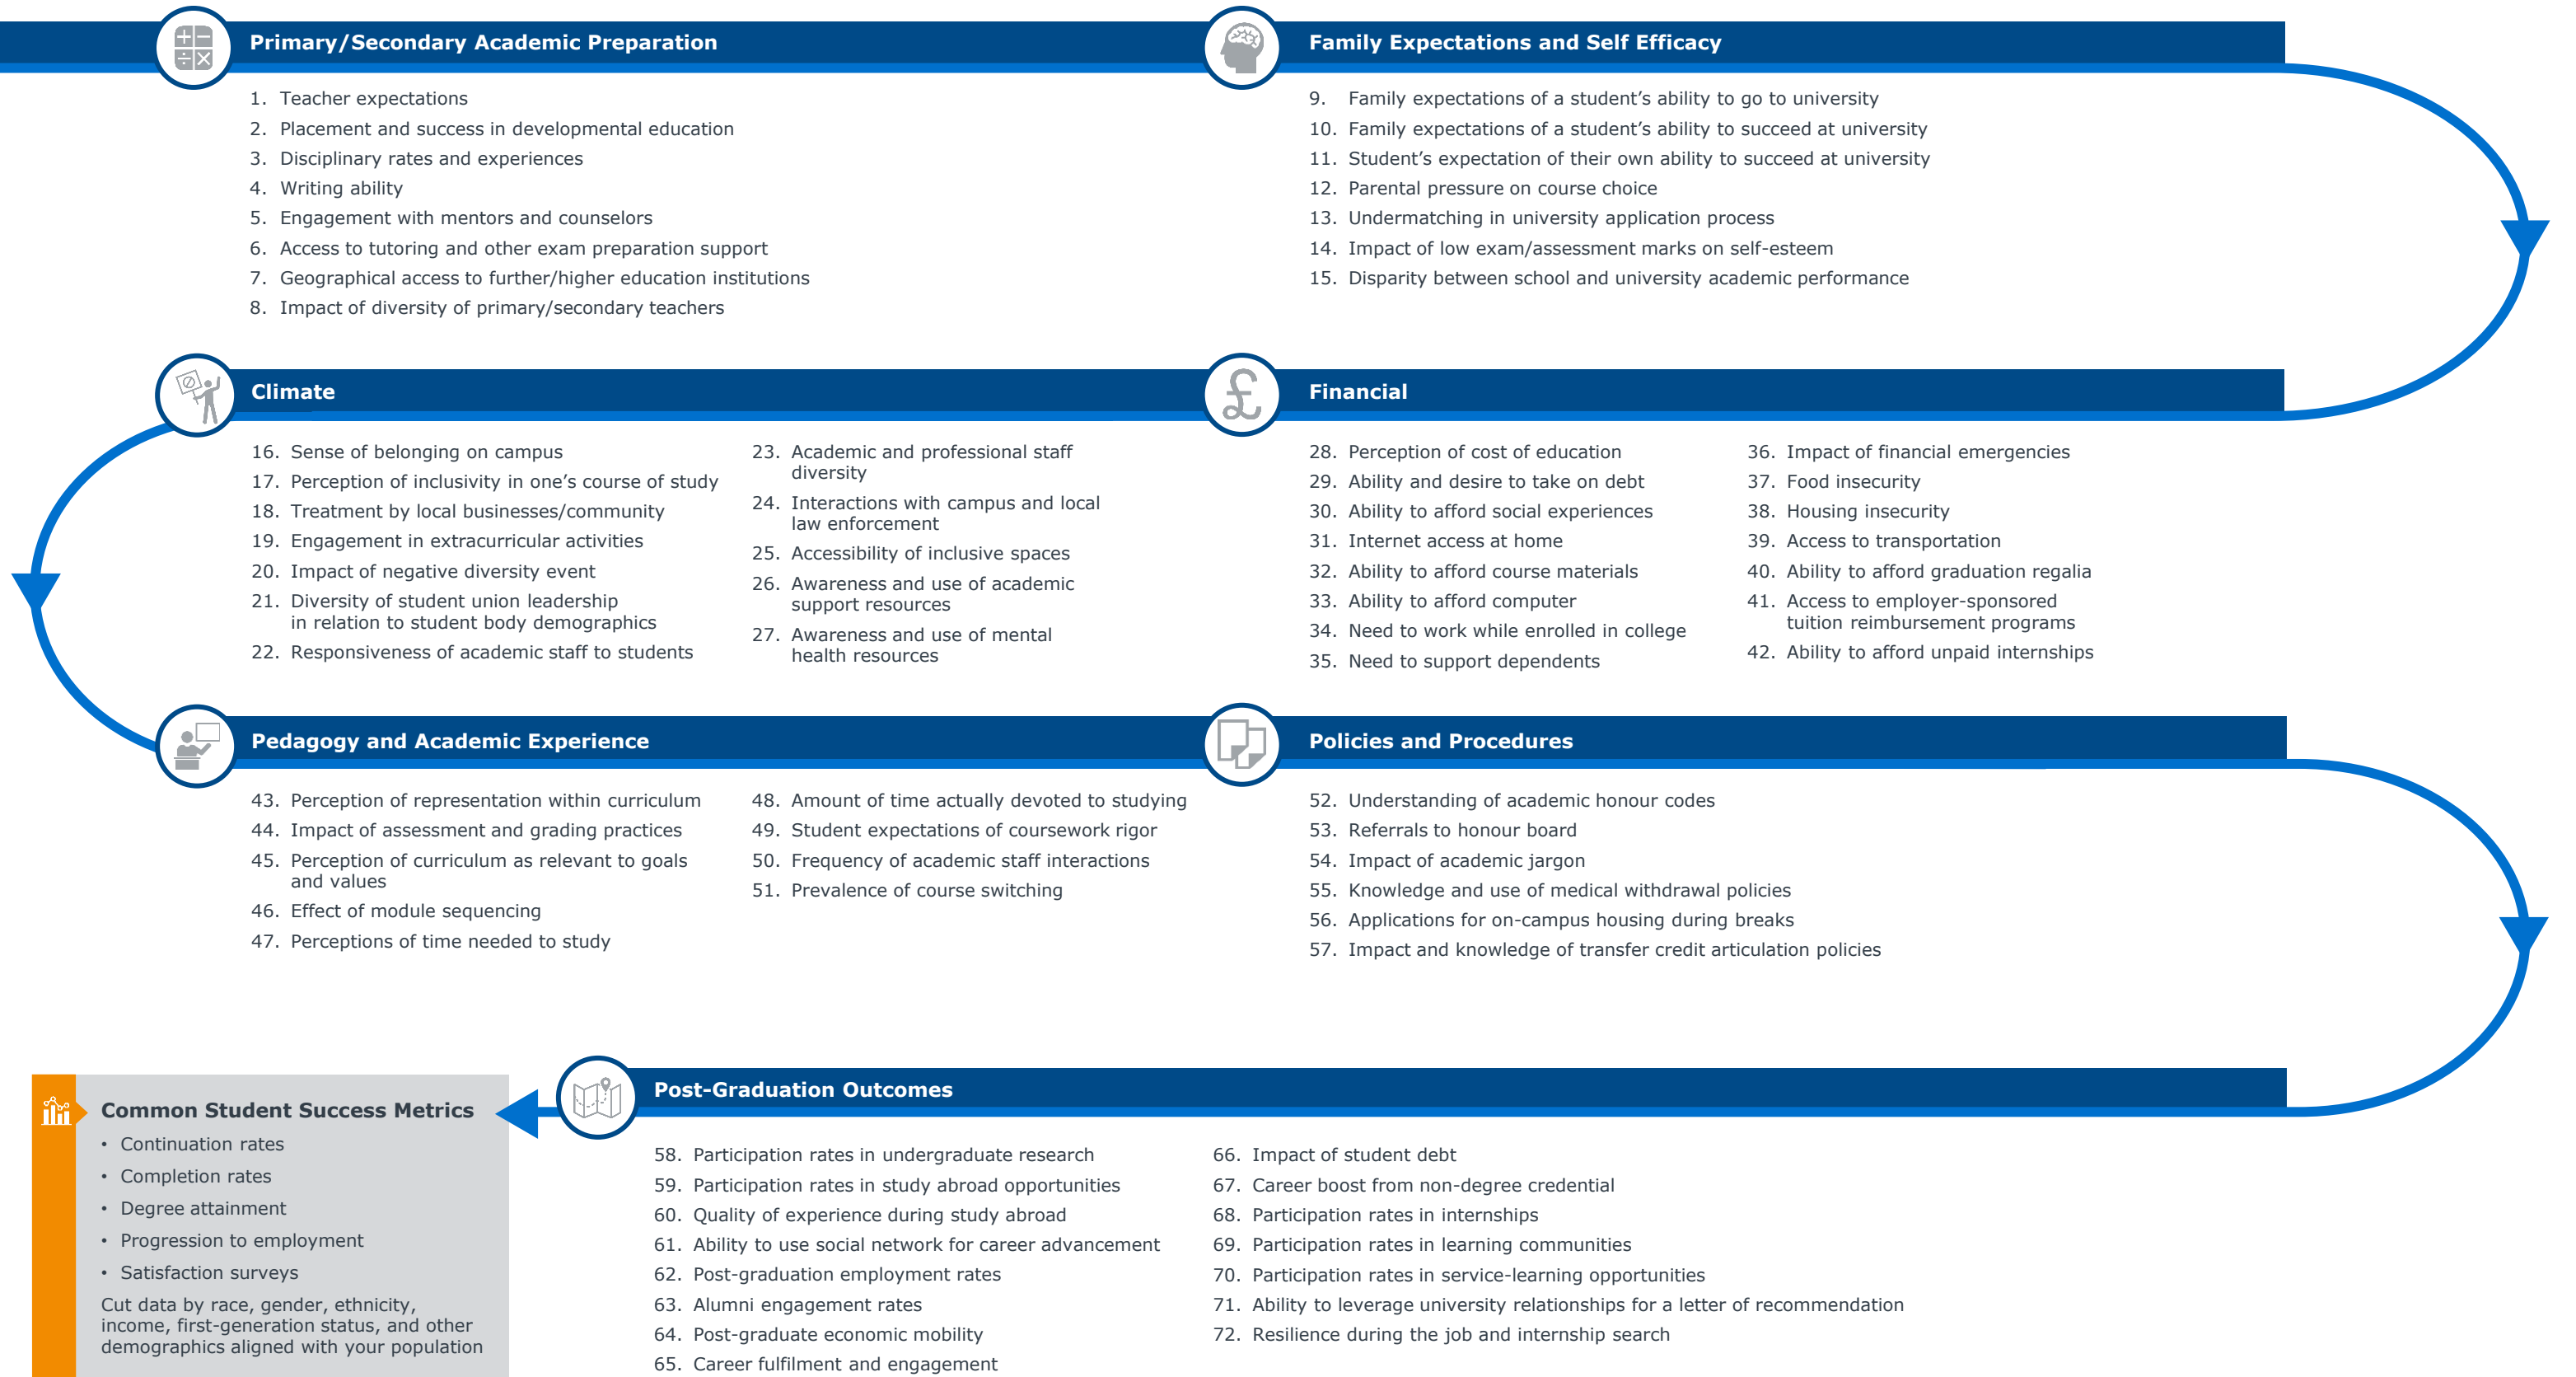 Primary/Secondary Academic Preparation
1. Teacher expectations
2. Placement and success in developmental education
3. Disciplinary rates and experiences
4. Writing ability
5. Engagement with mentors and counselors
6. Access to tutoring and other exam preparation support
7. Geographical access to further/higher education institutions
8. Impact of diversity of primary/secondary teachers
Family Expectations and Self Efficacy
9. Family expectations of a student’s ability to go to university
10. Family expectations of a student’s ability to succeed at university
11. Student’s expectation of their own ability to succeed at university
12. Parental pressure on course choice
13. Undermatching in university application process
14. Impact of low exam/assessment marks on self-esteem
15. Disparity between school and university academic performance
Climate
16. Sense of belonging on campus
17. Perception of inclusivity in one’s course of study
18. Treatment by local businesses/community
19. Engagement in extracurricular activities
20. Impact of negative diversity event
21. Diversity of student union leadership
in relation to student body demographics
22. Responsiveness of academic staff to students
23. Academic and professional staff
diversity
24. Interactions with campus and local
law enforcement
25. Accessibility of inclusive spaces
26. Awareness and use of academic
support resources
27. Awareness and use of mental
health resources
£
Financial
28. Perception of cost of education
29. Ability and desire to take on debt
30. Ability to afford social experiences
31. Internet access at home
32. Ability to afford course materials
33. Ability to afford computer
34. Need to work while enrolled in college
35. Need to support dependents
36. Impact of financial emergencies
37. Food insecurity
38. Housing insecurity
39. Access to transportation
40. Ability to afford graduation regalia
41. Access to employer-sponsored
tuition reimbursement programs
42. Ability to afford unpaid internships
Pedagogy and Academic Experience
43. Perception of representation within curriculum
44. Impact of assessment and grading practices
45. Perception of curriculum as relevant to goals
and values
46. Effect of module sequencing
47. Perceptions of time needed to study
48. Amount of time actually devoted to studying
49. Student expectations of coursework rigor
50. Frequency of academic staff interactions
51. Prevalence of course switching
Policies and Procedures
52. Understanding of academic honour codes
53. Referrals to honour board
54. Impact of academic jargon
55. Knowledge and use of medical withdrawal policies
56. Applications for on-campus housing during breaks
57. Impact and knowledge of transfer credit articulation policies
Common Student Success Metrics
• Continuation rates
• Completion rates
• Degree attainment
• Progression to employment
• Satisfaction surveys
Cut data by race, gender, ethnicity,
income, first-generation status, and other
demographics aligned with your population
Post-Graduation Outcomes
58. Participation rates in undergraduate research
59. Participation rates in study abroad opportunities
60. Quality of experience during study abroad
61. Ability to use social network for career advancement
62. Post-graduation employment rates
63. Alumni engagement rates
64. Post-graduate economic mobility
65. Career fulfilment and engagement
66. Impact of student debt
67. Career boost from non-degree credential
68. Participation rates in internships
69. Participation rates in learning communities
70. Participation rates in service-learning opportunities
71. Ability to leverage university relationships for a letter of recommendation
72. Resilience during the job and internship search